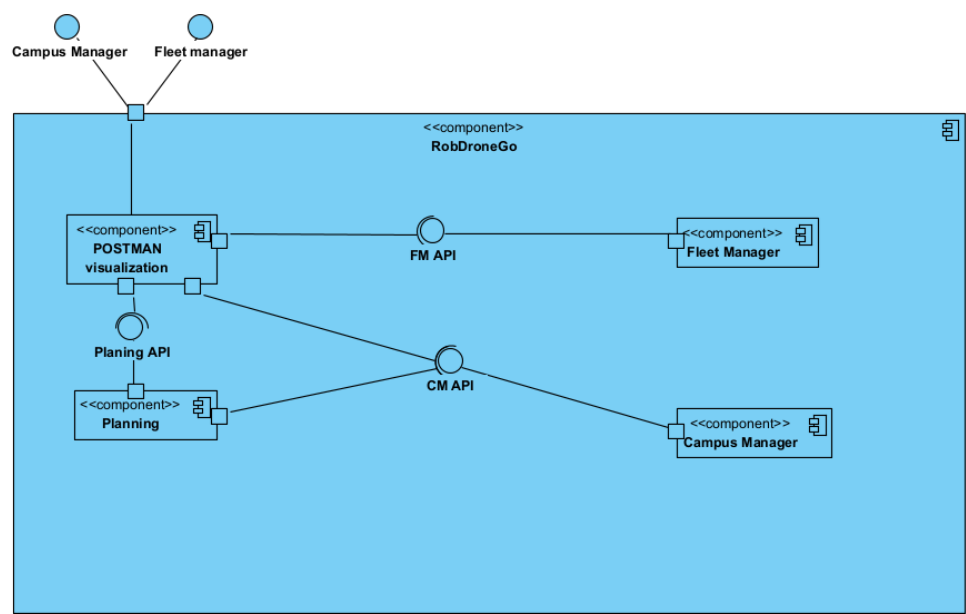 Campus Manager
Fleet manager
<<component>>
RobDroneGo
<<component>>
POSTMAN
visualization
FM API
<<component>>
Fleet Manager
Planing API
CM API
<<component>>
Planning
<<component>>
Campus Manager